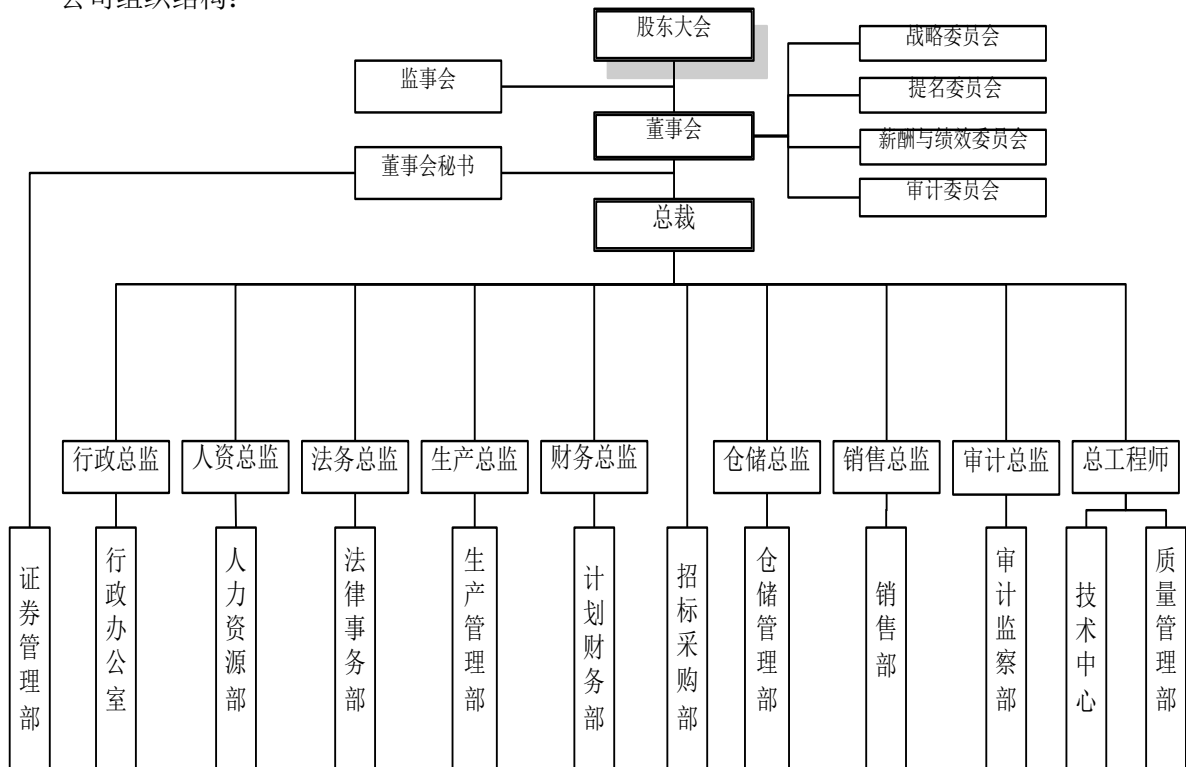 公司组织结构：
股东大会
战略委员会
监事会
提名委员会
董事会
薪酬与绩效委员会
董事会秘书
审计委员会
总裁
行政总监
人资总监
法务总监
生产总监
财务总监
仓储总监
销售总监
审计总监
总工程师
证券管理部
行政办公室
人力资源部
法律事务部
生产管理部
计划财务部
招标采购部
仓储管理部
销售部
审计监察部
技术中心
质量管理部